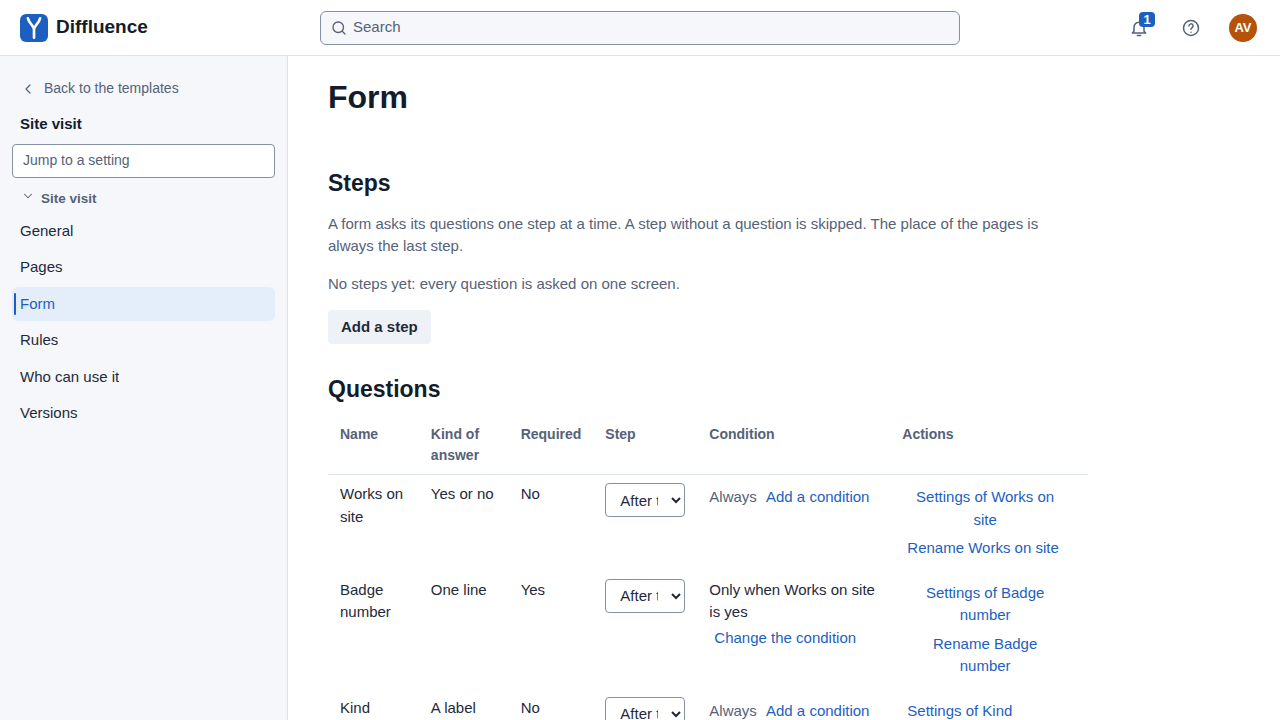 Diffluence
Search
1
AV
Back to the templates
Site visit
Jump to a setting
Site visit
General
Pages
Form
Rules
Who can use it
Versions
Form
Steps
A form asks its questions one step at a time. A step without a question is skipped. The place of the pages is
always the last step.
No steps yet: every question is asked on one screen.
Add a step
Questions
Name
Kind of
answer
Required
Step
Condition
Actions
Works on
site
Yes or no
No
After
Always
Add a condition
Settings of Works on
site
Rename Works on site
Badge
number
One line
Yes
After
Only when Works on site
is yes
Change the condition
Settings of Badge
number
Rename Badge
number
Kind
A label
No
After
Always
Add a condition
Settings of Kind